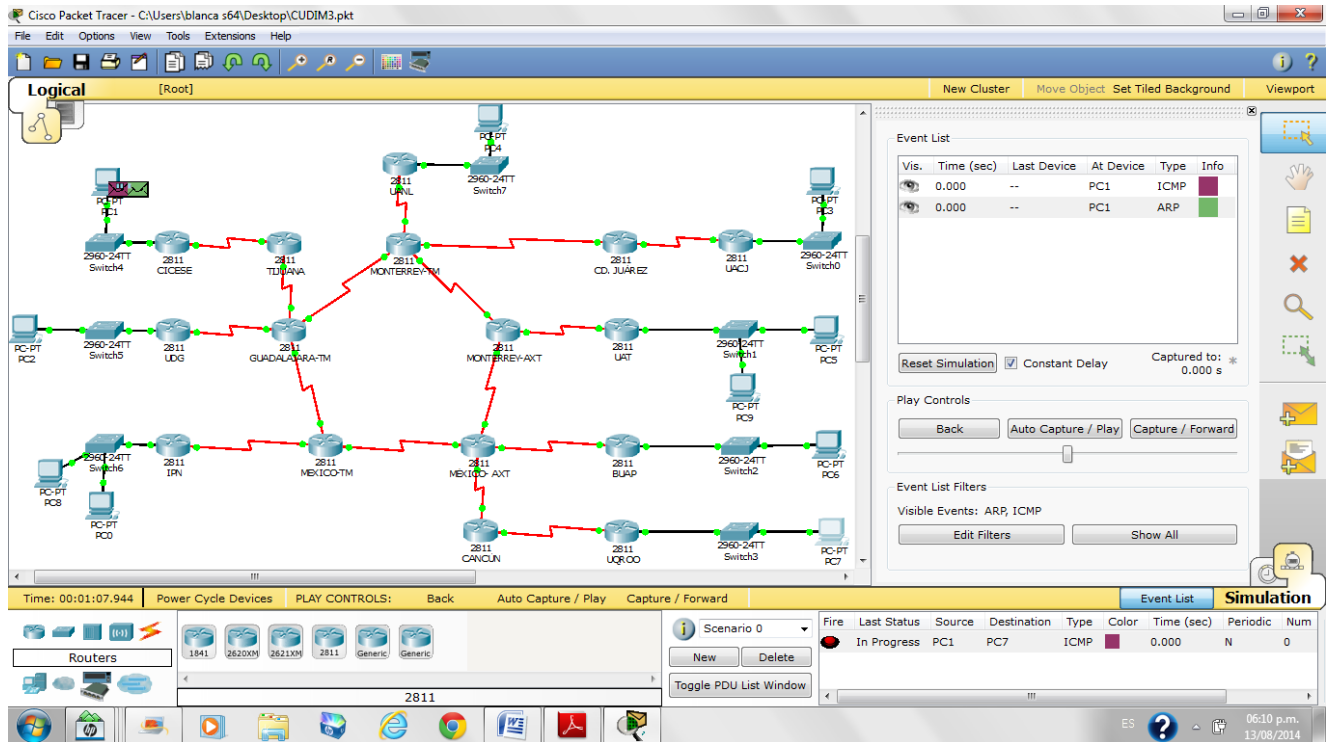 Cisco Packet Tracer - C:\Users\blanca s64\Desktop\CUDIM3.pkt
File Edit Options View Tools Extensions Help
Logical [Root] New Cluster Move Object Set Tiled Background Viewport
PC-PT
PC4
2811
UANL
2960-24TT
Switch7
PC-PT
PC1
PC-PT
PC3
2960-24TT
Switch4
2811
CICESE
2811
TIJUANA
2811
MONTERREY-TM
2811
CD. JUÁREZ
2811
UACJ
2960-24TT
Switch0
PC-PT
PC2
2960-24TT
Switch5
2811
UDG
2811
GUADALAJARA-TM
2811
MONTERREY-AXT
2811
UAT
2960-24TT
Switch1
PC-PT
PC5
PC-PT
PC9
2960-24TT
Switch6
2811
IPN
2811
MEXICO-TM
2811
MEXICO- AXT
2811
BUAP
2960-24TT
Switch2
PC-PT
PC6
PC-PT
PC8
PC-PT
PC0
2811
CANCUN
2811
UQROO
2960-24TT
Switch3
PC-PT
PC7
Event List
Vis. Time (sec) Last Device At Device Type Info
0.000 -- PC1 ICMP
0.000 -- PC1 ARP
Reset Simulation Constant Delay Captured to: *
0.000 s
Play Controls
Back Auto Capture / Play Capture / Forward
Event List Filters
Visible Events: ARP, ICMP
Edit Filters Show All
Time: 00:01:07.944 Power Cycle Devices PLAY CONTROLS: Back Auto Capture / Play Capture / Forward Event List Simulation
Routers
1841 2620XM 2621XM 2811 Generic Generic
2811
Scenario 0
New Delete
Toggle PDU List Window
Fire Last Status Source Destination Type Color Time (sec) Periodic Num
In Progress PC1 PC7 ICMP 0.000 N 0
ES 06:10 p.m.
13/08/2014